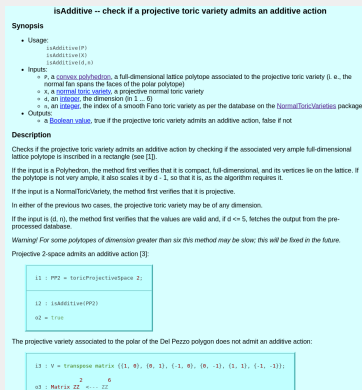 isAdditive -- check if a projective toric variety admits an additive action
Synopsis
• Usage:
isAdditive(P)
isAdditive(X)
isAdditive(d,n)
• Inputs:
P, a convex polyhedron, a full-dimensional lattice polytope associated to the projective toric variety (i. e., the
normal fan spans the faces of the polar polytope)
X, a normal toric variety, a projective normal toric variety
d, an integer, the dimension (in 1 ... 6)
n, an integer, the index of a smooth Fano toric variety as per the database on the NormalToricVarieties package
• Outputs:
a Boolean value, true if the projective toric variety admits an additive action, false if not
Description
Checks if the projective toric variety admits an additive action by checking if the associated very ample full-dimensional
lattice polytope is inscribed in a rectangle (see [1]).
If the input is a Polyhedron, the method first verifies that it is compact, full-dimensional, and its vertices lie on the lattice. If
the polytope is not very ample, it also scales it by d - 1, so that it is, as the algorithm requires it.
If the input is a NormalToricVariety, the method first verifies that it is projective.
In either of the previous two cases, the projective toric variety may be of any dimension.
If the input is (d, n), the method first verifies that the values are valid and, if d <= 5, fetches the output from the pre-
processed database.
Warning! For some polytopes of dimension greater than six this method may be slow; this will be fixed in the future.
Projective 2-space admits an additive action [3]:
i1 : PP2 = toricProjectiveSpace 2;
i2 : isAdditive(PP2)
o2 = true
The projective variety associated to the polar of the Del Pezzo polygon does not admit an additive action:
i3 : V = transpose matrix {{1, 0}, {0, 1}, {-1, 0}, {0, -1}, {1, 1}, {-1, -1}};
2 6
o3 : Matrix ZZ <--- ZZ